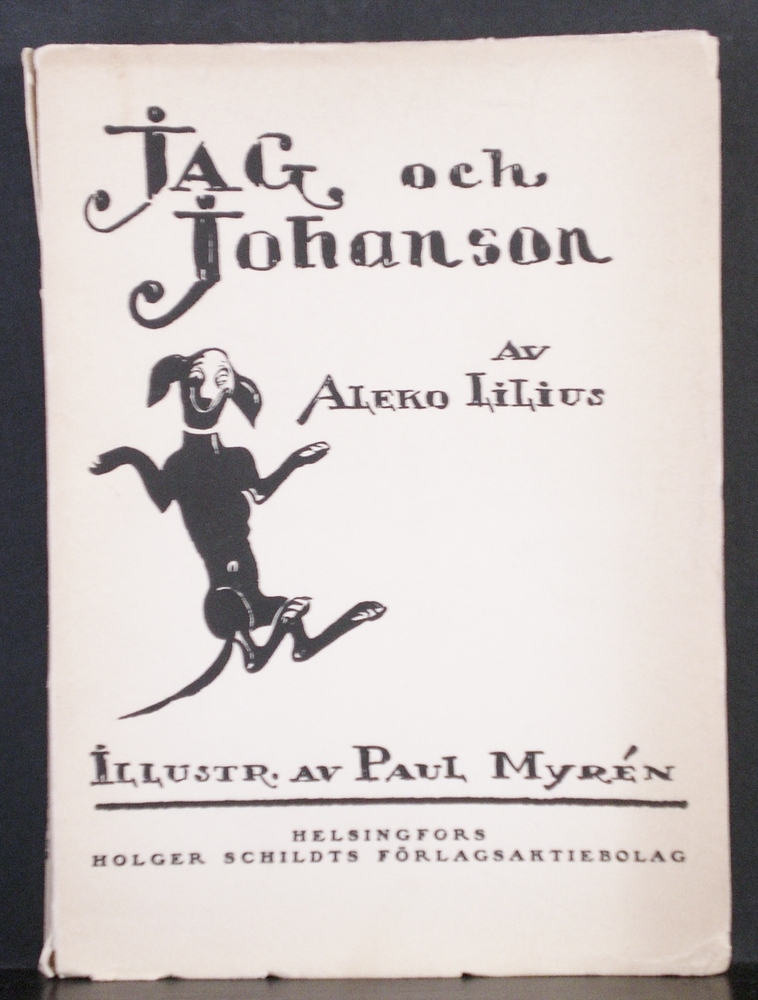 JAG och
Johanson
AV
ALEKO LiLiUS
iLLUSTR. AV PAUL MyRÉN
HELSINGFORS
HOLGER SCHILDTS FÖRLAGSAKTIEBOLAG